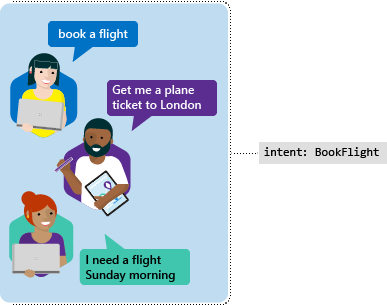 book a flight
Get me a plane
ticket to London
intent: BookFlight
I need a flight
Sunday morning